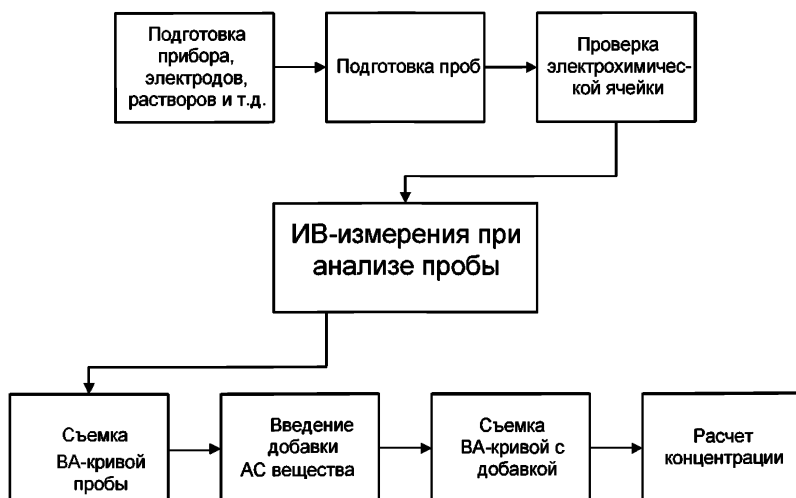 Подготовка
прибора,
электродов,
растворов и т.д.
Подготовка проб
Проверка
электрохимичес-
кой ячейки
ИВ-измерения при
анализе пробы
Съемка
ВА-кривой
пробы
Введение
добавки
АС вещества
Съемка
ВА-кривой с
добавкой
Расчет
концентрации